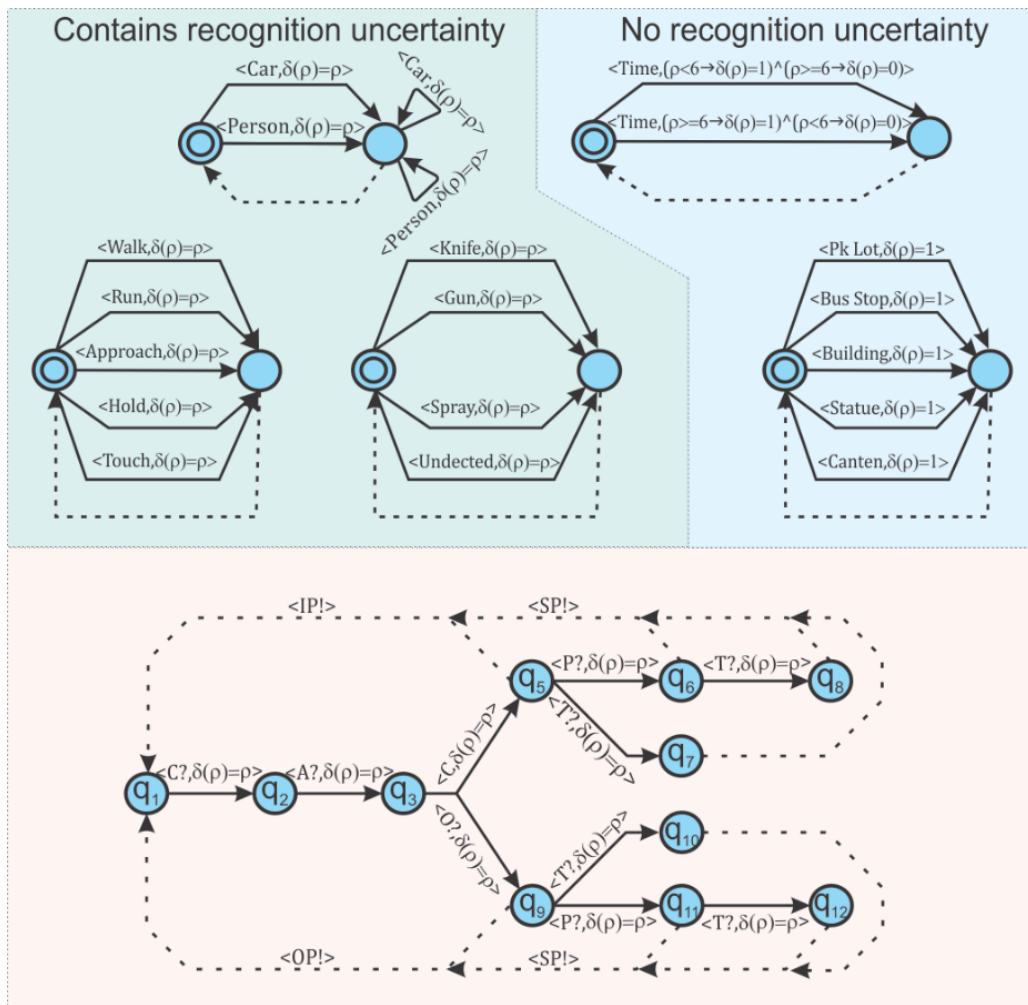 Contains recognition uncertainty
No recognition uncertainty
<Car,δ(ρ)=ρ>
<Car,δ(ρ)=ρ>
<Person,δ(ρ)=ρ>
<Person,δ(ρ)=ρ>
<Time,{ρ<6→δ(ρ)=1}^{ρ>=6→δ(ρ)=0}>
<Time,{ρ>=6→δ(ρ)=1}^{ρ<6→δ(ρ)=0}>
<Walk,δ(ρ)=ρ>
<Run,δ(ρ)=ρ>
<Approach,δ(ρ)=ρ>
<Hold,δ(ρ)=ρ>
<Touch,δ(ρ)=ρ>
<Knife,δ(ρ)=ρ>
<Gun,δ(ρ)=ρ>
<Spray,δ(ρ)=ρ>
<Undected,δ(ρ)=ρ>
<Pk Lot,δ(ρ)=1>
<Bus Stop,δ(ρ)=1>
<Building,δ(ρ)=1>
<Statue,δ(ρ)=1>
<Canten,δ(ρ)=1>
<IP!>
<SP!>
<P?,δ(ρ)=ρ>
<T?,δ(ρ)=ρ>
q5
q6
q8
<C,δ(ρ)=ρ>
<T?,δ(ρ)=ρ>
q7
<C?,δ(ρ)=ρ>
<A?,δ(ρ)=ρ>
q1
q2
q3
<O?,δ(ρ)=ρ>
<T?,δ(ρ)=ρ>
q10
q9
q11
q12
<P?,δ(ρ)=ρ>
<T?,δ(ρ)=ρ>
<OP!>
<SP!>